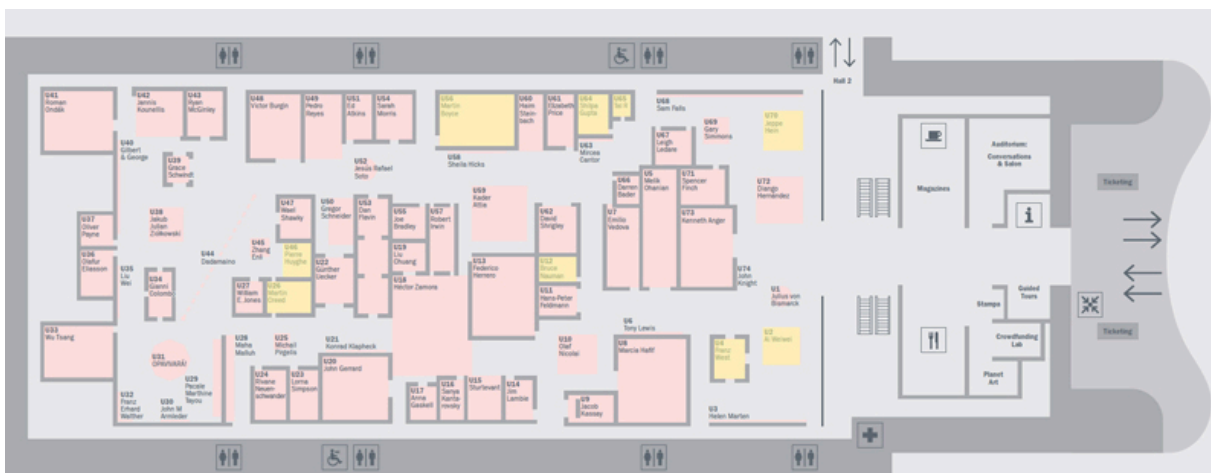 Hall 2
U41
Roman
Ondák
U42
Jannis
Kounellis
U43
Ryan
McGinley
U48
Victor Burgin
U49
Pedro
Reyes
U51
Ed
Atkins
U54
Sarah
Morris
U56
Martin
Boyce
U60
Haim
Stein-
bach
U61
Elizabeth
Price
U64
Shilpa
Gupta
U65
Tal R
U68
Sam Falls
U69
Gary
Simmons
U70
Jeppe
Hein
U40
Gilbert
& George
U39
Grace
Schwindt
U52
Jesús Rafael
Soto
U58
Sheila Hicks
U63
Mircea
Cantor
U67
Leigh
Ledare
U66
Darren
Bader
U5
Melik
Ohanian
U71
Spencer
Finch
U72
Diango
Hernández
U37
Oliver
Payne
U38
Jakub
Julian
Ziółkowski
U47
Wael
Shawky
U50
Gregor
Schneider
U53
Dan
Flavin
U55
Joe
Bradley
U57
Robert
Irwin
U59
Kader
Attia
U62
David
Shrigley
U7
Emilio
Vedova
U73
Kenneth Anger
U36
Olafur
Eliasson
U35
Liu
Wei
U34
Gianni
Colombo
U44
Dadamaino
U45
Zhang
Enli
U46
Pierre
Huyghe
U22
Günther
Uecker
U19
Liu
Chuang
U18
Héctor Zamora
U13
Federico
Herrero
U12
Bruce
Nauman
U11
Hans-Peter
Feldmann
U74
John
Knight
U1
Julius von
Bismarck
U27
William
E. Jones
U26
Martin
Creed
U33
Wu Tsang
U31
OPAVIVARÁ!
U28
Maha
Malluh
U25
Mizhail
Pirgelis
U21
Konrad Klapheck
U20
John Gerrard
U10
Olaf
Nicolai
U6
Tony Lewis
U8
Marcia Hafif
U4
Franz
West
U2
Ai Weiwei
U32
Franz
Erhard
Walther
U30
John M
Armleder
U29
Pascale
Marthine
Tayou
U24
Rivane
Neuen-
schwander
U23
Lorna
Simpson
U17
Anna
Gaskell
U16
Sanya
Kanta-
rovsky
U15
Sturtevant
U14
Jim
Lambie
U9
Jacob
Kassay
U3
Helen Marten
Magazines
Auditorium:
Conversations
& Salon
Ticketing
Stamps
Guided
Tours
Crowdfunding
Lab
Planet
Art
Ticketing